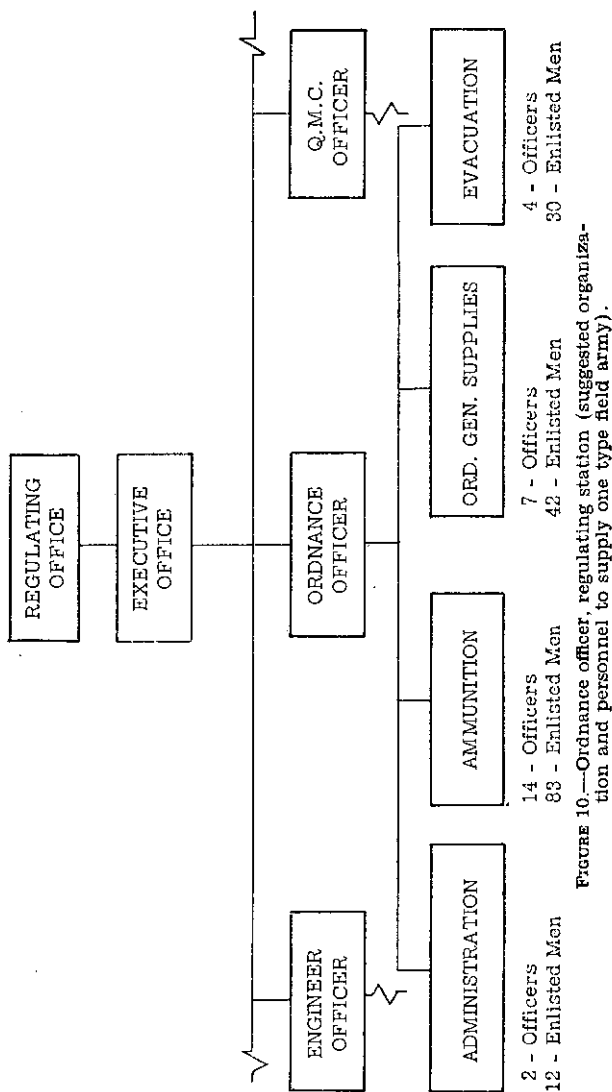 REGULATING
OFFICE
EXECUTIVE
OFFICE
ENGINEER
OFFICER
ORDNANCE
OFFICER
Q.M.C.
OFFICER
ADMINISTRATION
AMMUNITION
ORD. GEN. SUPPLIES
EVACUATION
2 - Officers
12 - Enlisted Men
14 - Officers
83 - Enlisted Men
7 - Officers
42 - Enlisted Men
4 - Officers
30 - Enlisted Men
FIGURE 10.—Ordnance officer, regulating station (suggested organiza-
tion and personnel to supply one type field army).